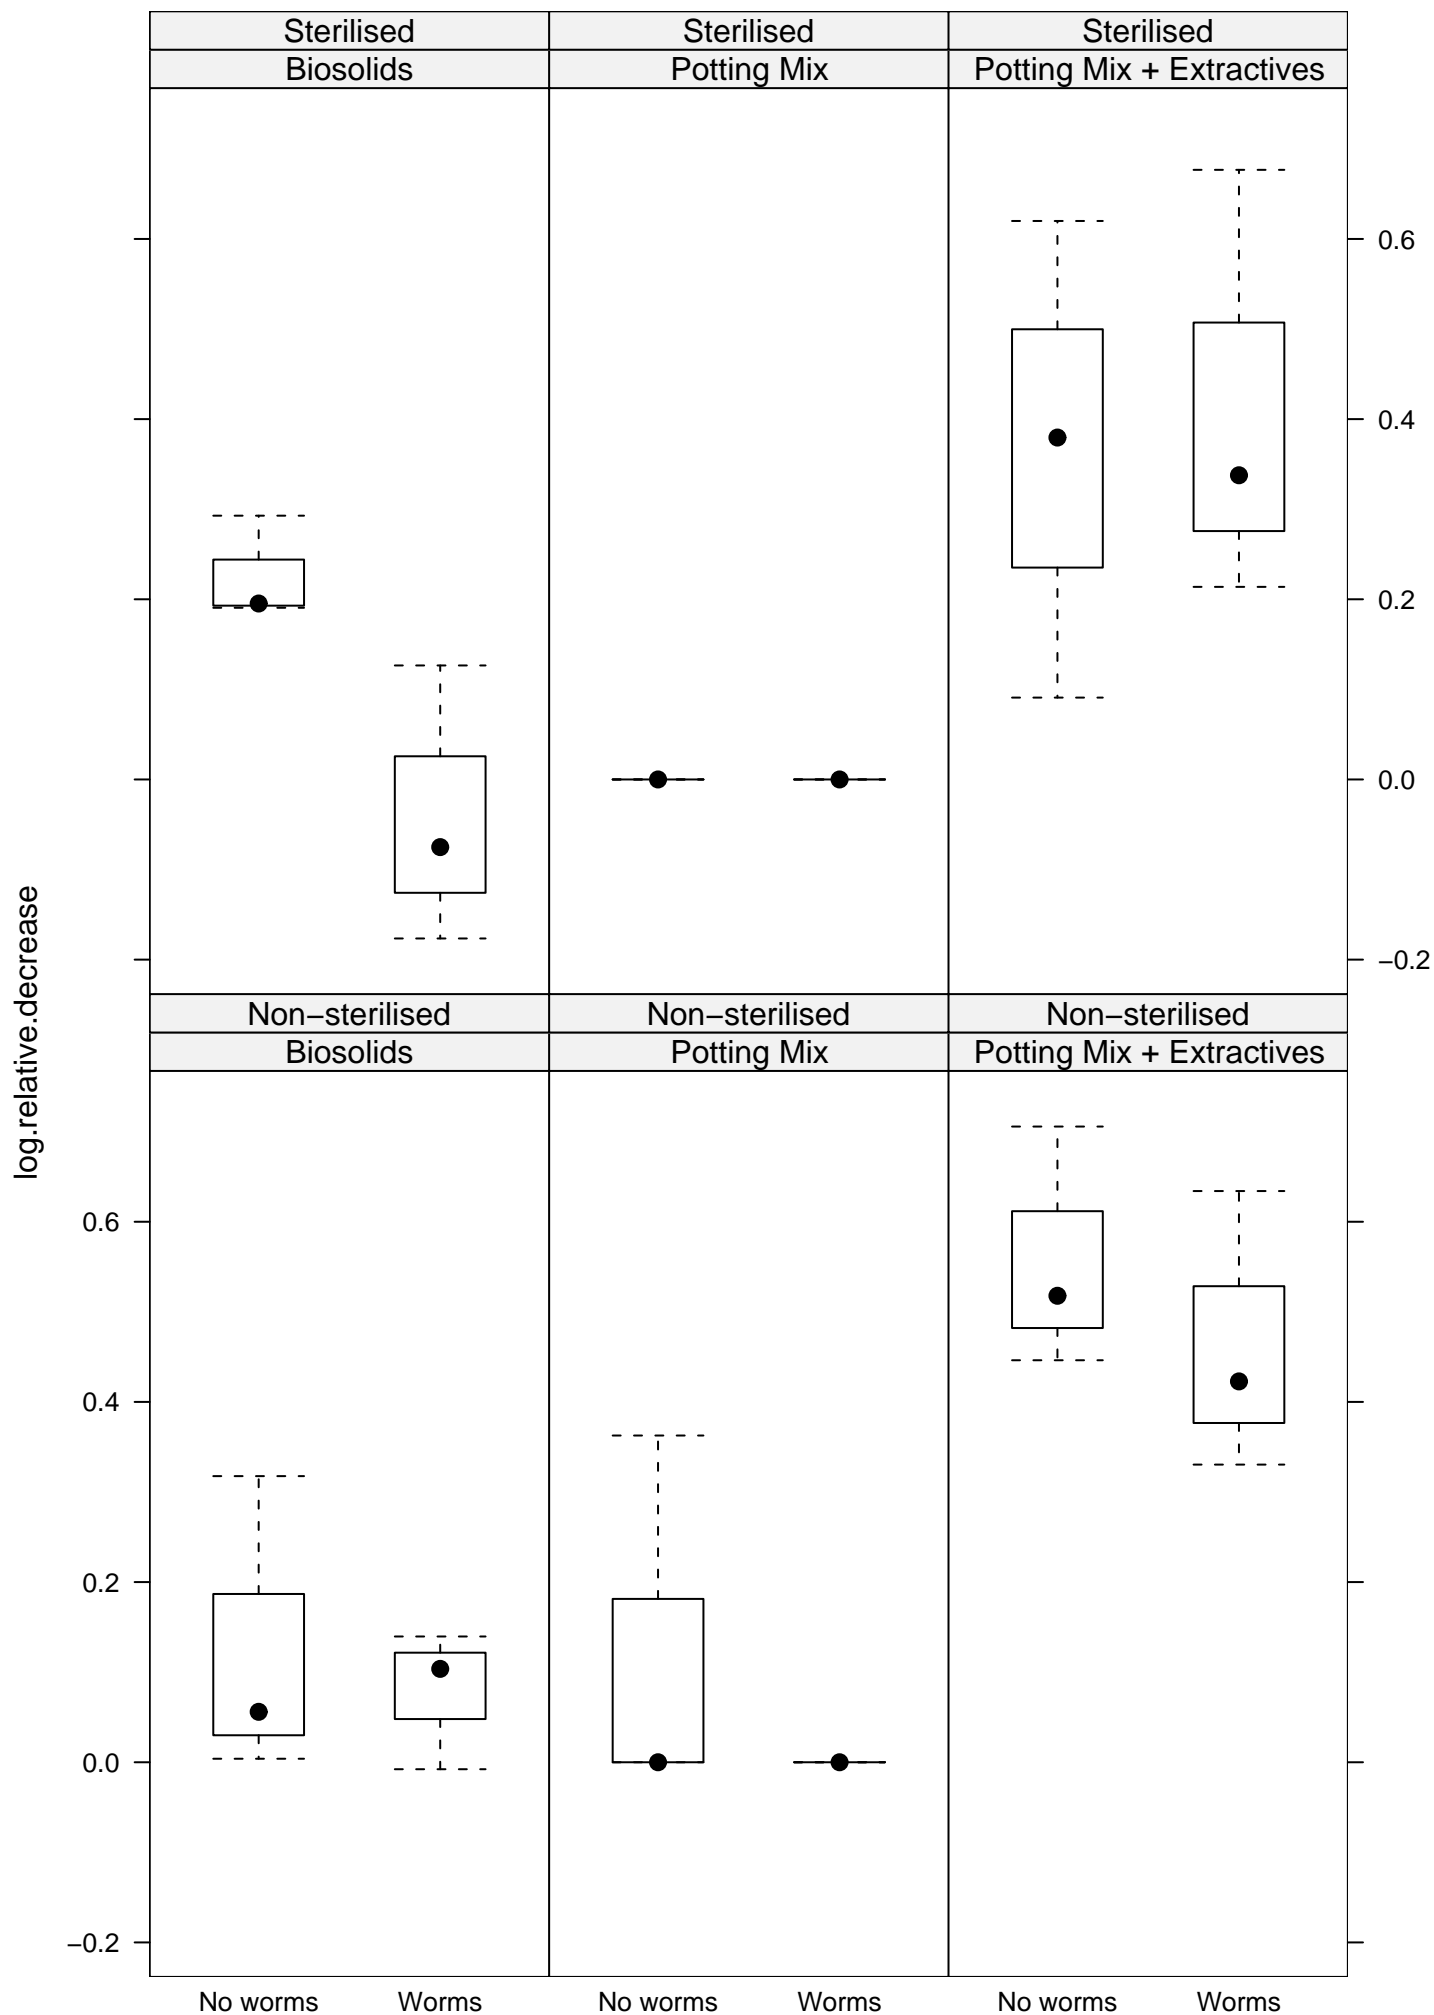 Sterilised
Sterilised
Sterilised
Biosolids
Potting Mix
Potting Mix + Extractives
0.6
0.4
0.2
0.0
−0.2
log.relative.decrease
Non−sterilised
Non−sterilised
Non−sterilised
Biosolids
Potting Mix
Potting Mix + Extractives
0.6
0.4
0.2
0.0
−0.2
No worms
Worms
No worms
Worms
No worms
Worms